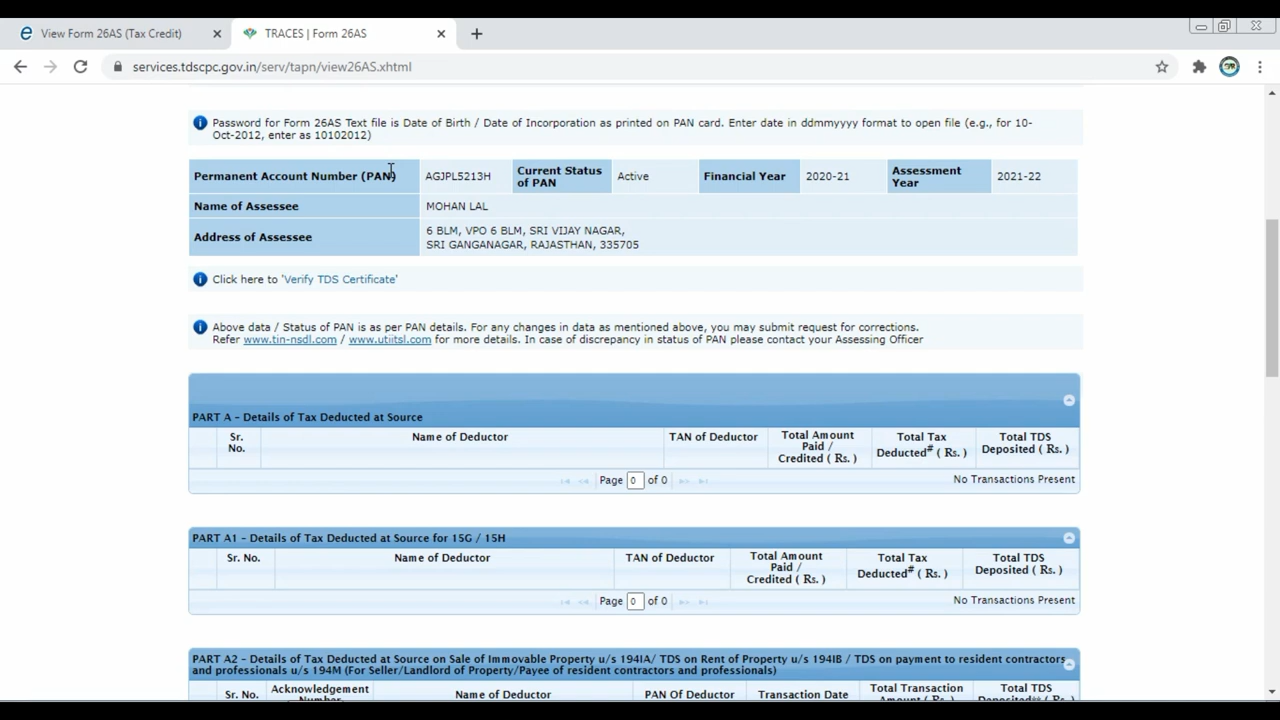 View Form 26AS (Tax Credit)
TRACES | Form 26AS
services.tdscpc.gov.in/serv/tapn/view26AS.xhtml
Password for Form 26AS Text file is Date of Birth / Date of Incorporation as printed on PAN card. Enter date in ddmmyyyy format to open file (e.g., for 10-
Oct-2012, enter as 10102012)
Permanent Account Number (PAN) AGJPL5213H Current Status of PAN Active Financial Year 2020-21 Assessment Year 2021-22
Name of Assessee MOHAN LAL
Address of Assessee 6 BLM, VPO 6 BLM, SRI VIJAY NAGAR,
SRI GANGANAGAR, RAJASTHAN, 335705
Click here to 'Verify TDS Certificate'
Above data / Status of PAN is as per PAN details. For any changes in data as mentioned above, you may submit request for corrections.
Refer www.tin-nsdl.com / www.utiitsl.com for more details. In case of discrepancy in status of PAN please contact your Assessing Officer
PART A - Details of Tax Deducted at Source
Sr. No. Name of Deductor TAN of Deductor Total Amount Paid / Credited ( Rs. ) Total Tax Deducted# ( Rs. ) Total TDS Deposited ( Rs. )
Page 0 of 0 No Transactions Present
PART A1 - Details of Tax Deducted at Source for 15G / 15H
Sr. No. Name of Deductor TAN of Deductor Total Amount Paid / Credited ( Rs. ) Total Tax Deducted# ( Rs. ) Total TDS Deposited ( Rs. )
Page 0 of 0 No Transactions Present
PART A2 - Details of Tax Deducted at Source on Sale of Immovable Property u/s 194IA/ TDS on Rent of Property u/s 194IB / TDS on payment to resident contractors
and professionals u/s 194M (For Seller/Landlord of Property/Payee of resident contractors and professionals)
Sr. No. Acknowledgement Number Name of Deductor PAN Of Deductor Transaction Date Total Transaction Amount ( Rs. ) Total TDS Deposited** ( Rs. )